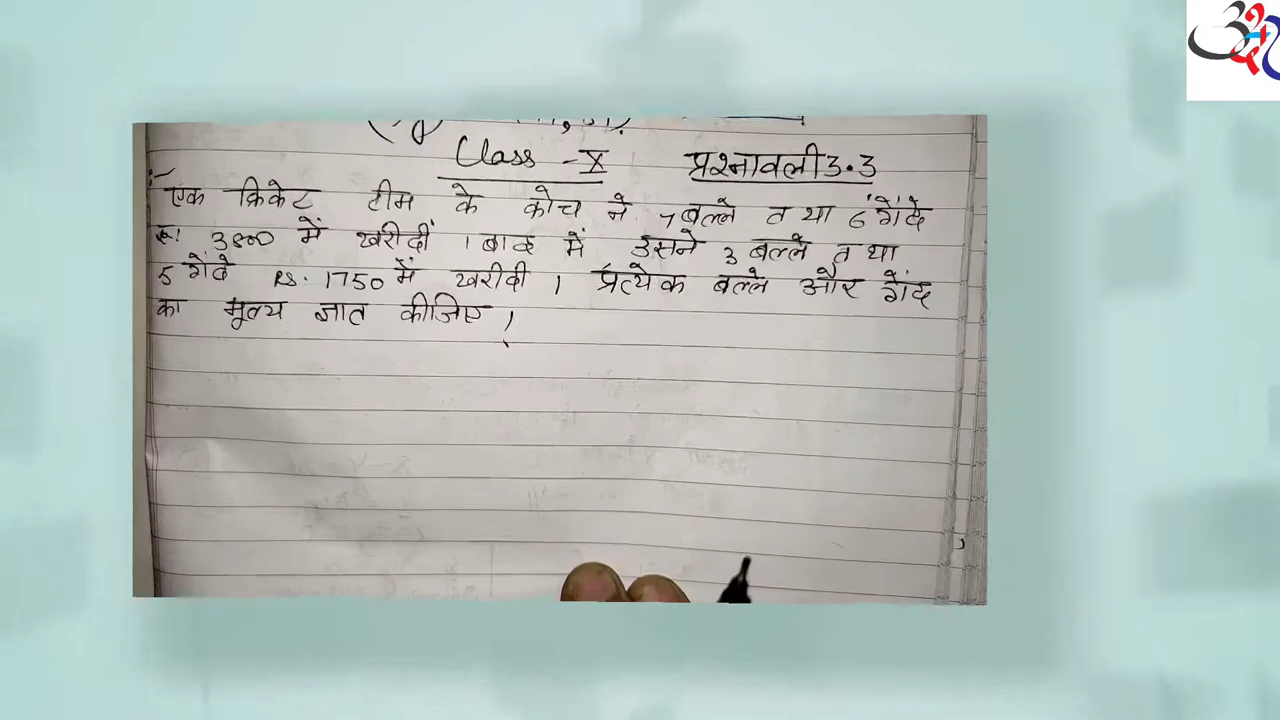 Class - X प्रश्नावली 3.3
एक क्रिकेट टीम के कोच ने 7 बल्ले तथा 6 गेंदे
रु! 3800 में खरीदीं । बाद में उसने 3 बल्ले तथा
5 गेंदे Rs. 1750 में खरीदी । प्रत्येक बल्ले और गेंद
का मूल्य ज्ञात कीजिए ।